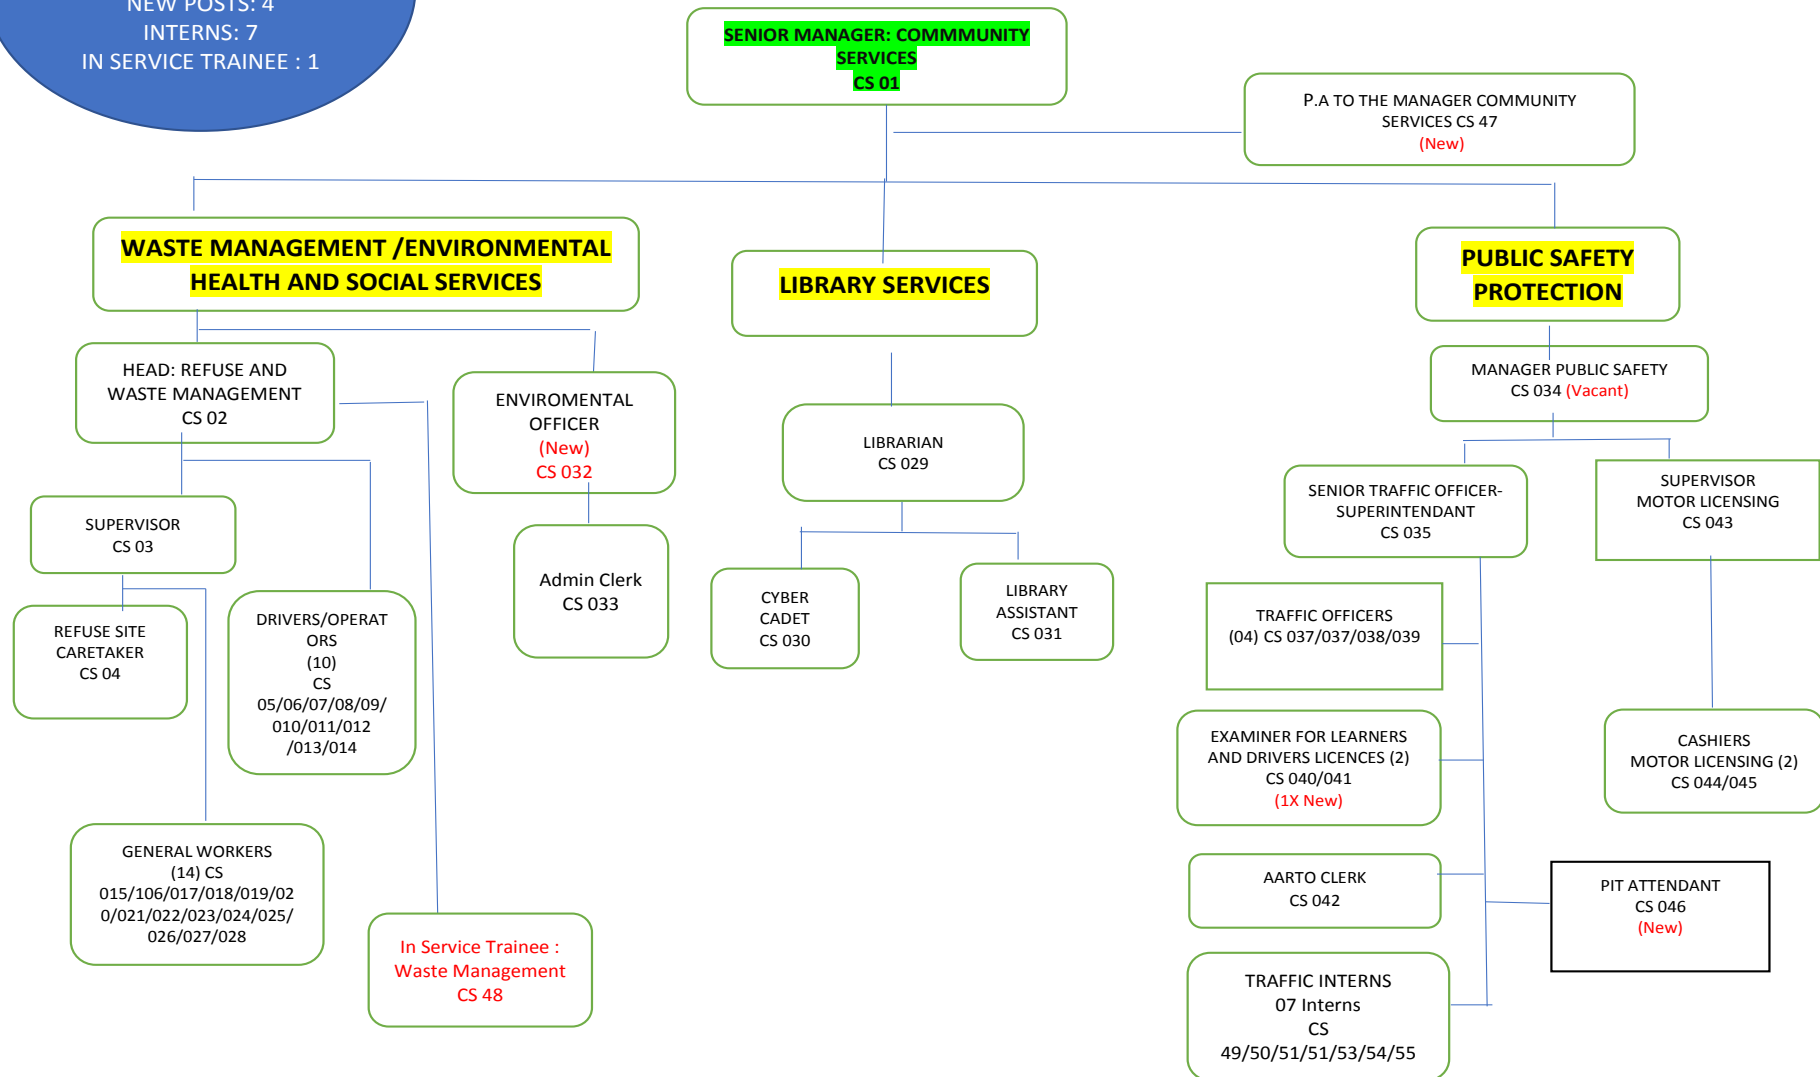 NEW POSTS: 4
INTERNS: 7
IN SERVICE TRAINEE : 1
SENIOR MANAGER: COMMMUNITY
SERVICES
CS 01
P.A TO THE MANAGER COMMUNITY
SERVICES CS 47
(New)
WASTE MANAGEMENT /ENVIRONMENTAL
HEALTH AND SOCIAL SERVICES
LIBRARY SERVICES
PUBLIC SAFETY
PROTECTION
HEAD: REFUSE AND
WASTE MANAGEMENT
CS 02
ENVIROMENTAL
OFFICER
(New)
CS 032
LIBRARIAN
CS 029
MANAGER PUBLIC SAFETY
CS 034 (Vacant)
SUPERVISOR
CS 03
Admin Clerk
CS 033
CYBER
CADET
CS 030
LIBRARY
ASSISTANT
CS 031
SENIOR TRAFFIC OFFICER-
SUPERINTENDANT
CS 035
SUPERVISOR
MOTOR LICENSING
CS 043
REFUSE SITE
CARETAKER
CS 04
DRIVERS/OPERAT
ORS
(10)
CS
05/06/07/08/09/
010/011/012
/013/014
TRAFFIC OFFICERS
(04) CS 037/037/038/039
EXAMINER FOR LEARNERS
AND DRIVERS LICENCES (2)
CS 040/041
(1X New)
CASHIERS
MOTOR LICENSING (2)
CS 044/045
GENERAL WORKERS
(14) CS
015/106/017/018/019/02
0/021/022/023/024/025/
026/027/028
In Service Trainee :
Waste Management
CS 48
AARTO CLERK
CS 042
PIT ATTENDANT
CS 046
(New)
TRAFFIC INTERNS
07 Interns
CS
49/50/51/51/53/54/55